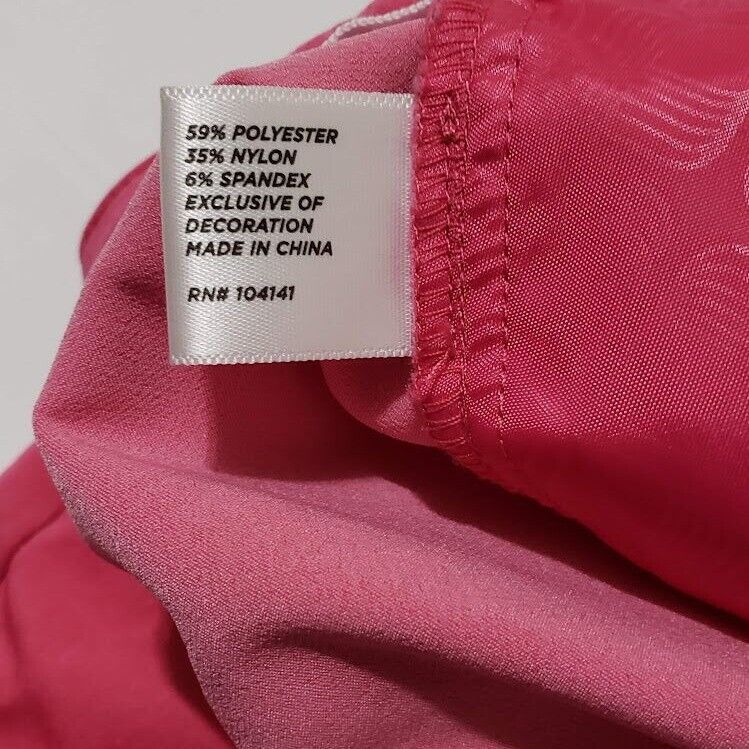 59% POLYESTER
35% NYLON
6% SPANDEX
EXCLUSIVE OF
DECORATION
MADE IN CHINA
RN# 104141